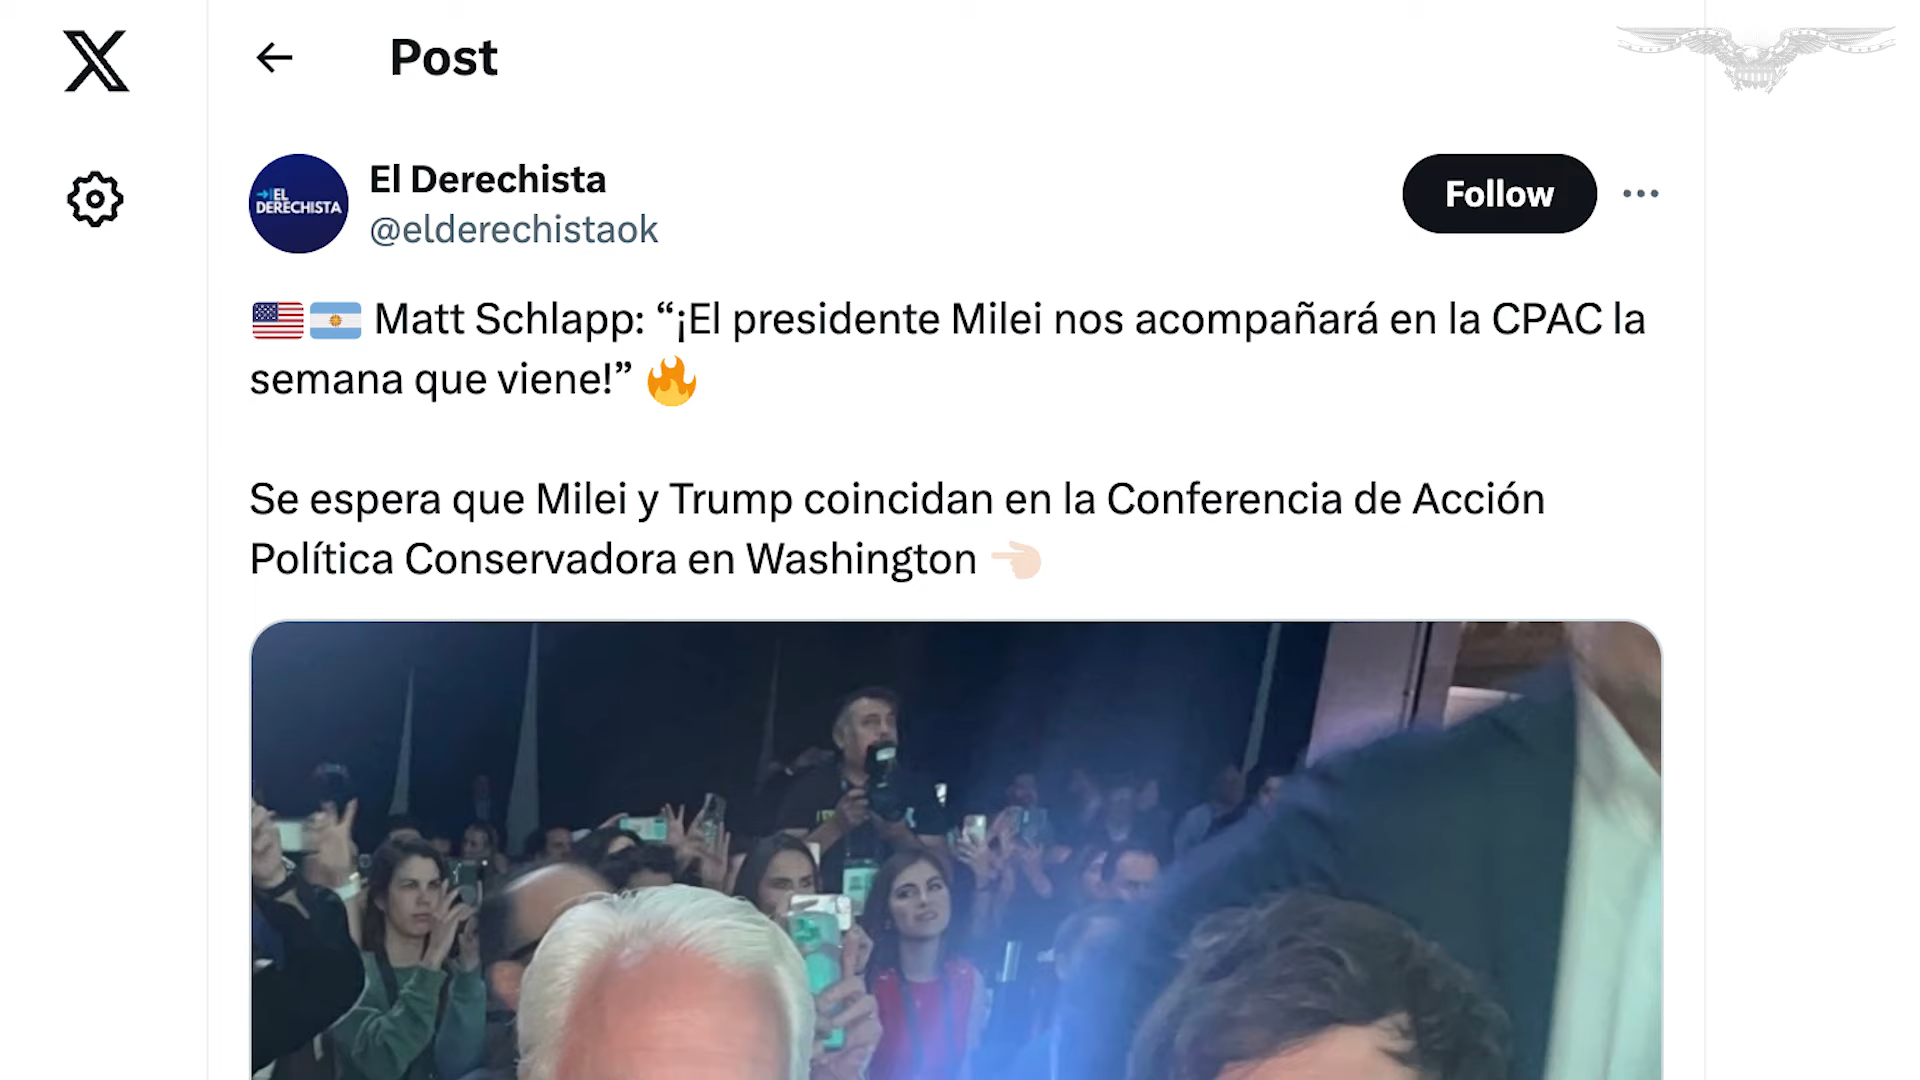 Post
EL
DERECHISTA
El Derechista
@elderechistaok
Follow
Matt Schlapp: “¡El presidente Milei nos acompañará en la CPAC la
semana que viene!” 🔥
Se espera que Milei y Trump coincidan en la Conferencia de Acción
Política Conservadora en Washington 👈🏻